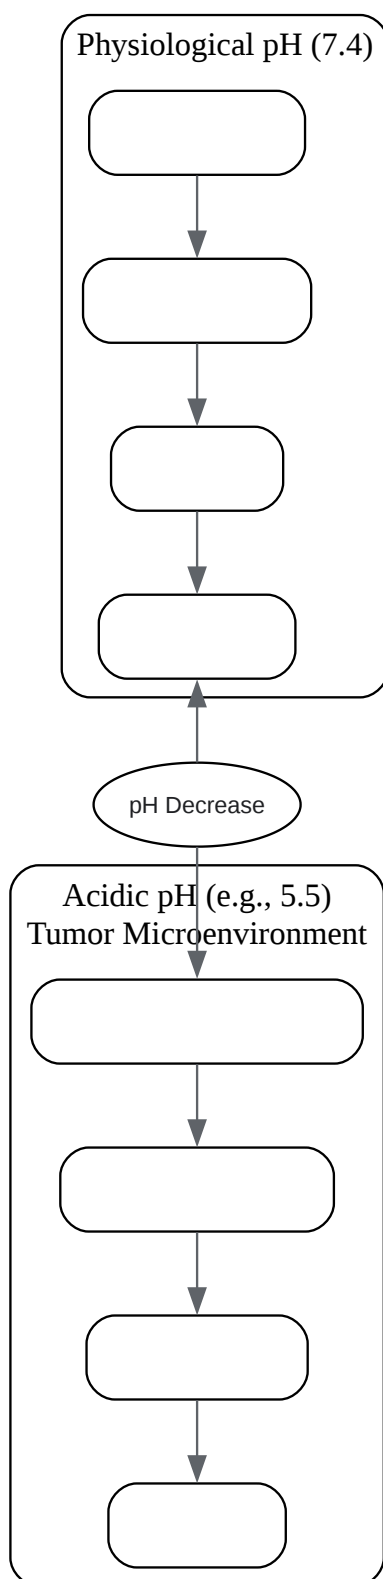 Physiological pH (7.4)
pH Decrease
Acidic pH (e.g., 5.5)
Tumor Microenvironment